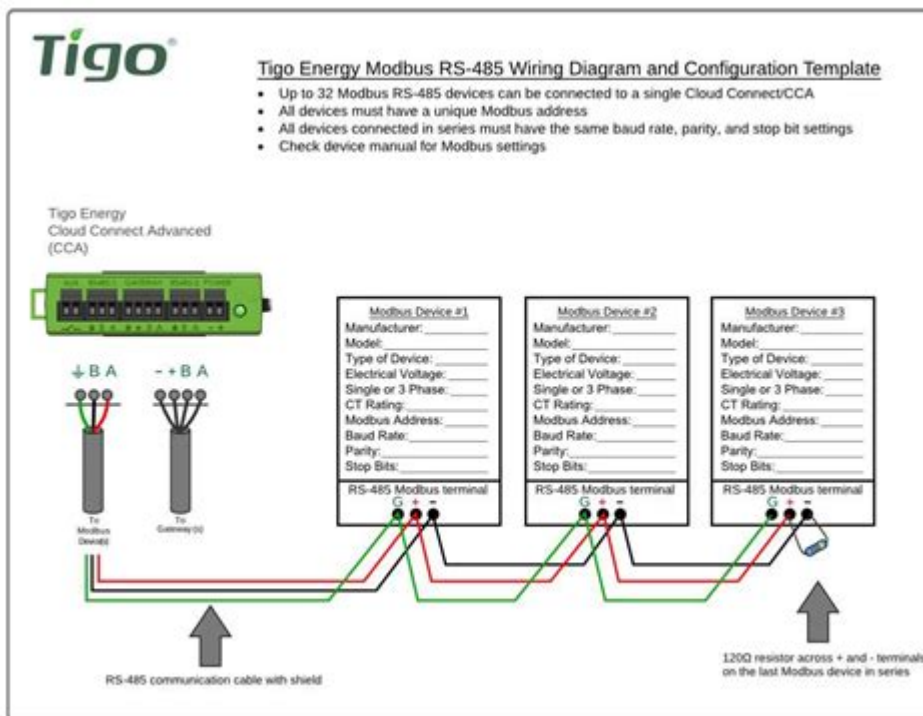 Tigo®
Tigo Energy Modbus RS-485 Wiring Diagram and Configuration Template
• Up to 32 Modbus RS-485 devices can be connected to a single Cloud Connect/CCA
• All devices must have a unique Modbus address
• All devices connected in series must have the same baud rate, parity, and stop bit settings
• Check device manual for Modbus settings
Tigo Energy
Cloud Connect Advanced
(CCA)
AUX RS485-1 GATEWAY RS485-2 POWER
B A
- + B A
To
Modbus
Device(s)
To
Gateway(s)
Modbus Device #1
Manufacturer:
Model:
Type of Device:
Electrical Voltage:
Single or 3 Phase:
CT Rating:
Modbus Address:
Baud Rate:
Parity:
Stop Bits:
RS-485 Modbus terminal
G + -
Modbus Device #2
Manufacturer:
Model:
Type of Device:
Electrical Voltage:
Single or 3 Phase:
CT Rating:
Modbus Address:
Baud Rate:
Parity:
Stop Bits:
RS-485 Modbus terminal
G + -
Modbus Device #3
Manufacturer:
Model:
Type of Device:
Electrical Voltage:
Single or 3 Phase:
CT Rating:
Modbus Address:
Baud Rate:
Parity:
Stop Bits:
RS-485 Modbus terminal
G + -
RS-485 communication cable with shield
120Ω resistor across + and - terminals
on the last Modbus device in series